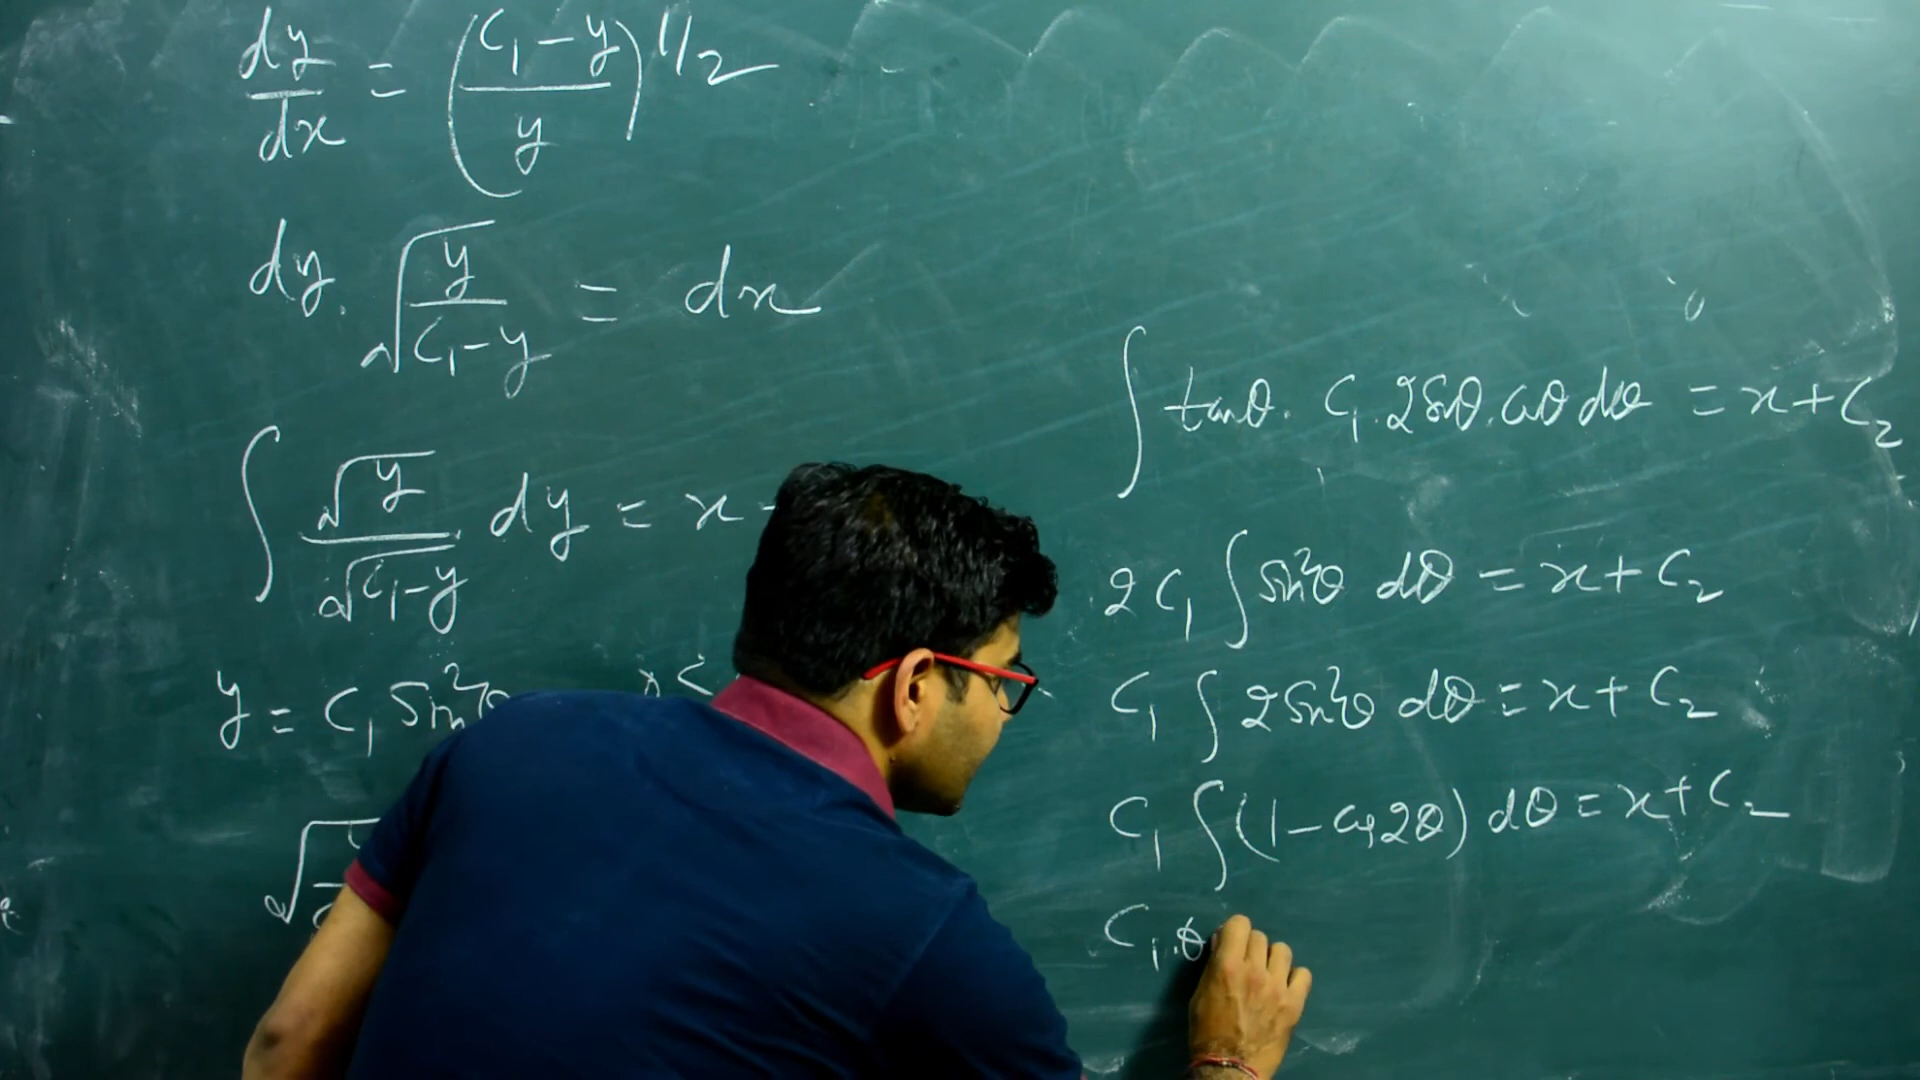 dy/dx = ((C₁-y)/y)^1/2
dy. √(y/(C₁-y)) = dx
∫ √y/√(C₁-y) dy = x
y = C₁ sin²
√
∫ tanθ. C₁.2Sinθ.cosθ dθ = x+C₂
2C₁ ∫ sin²θ dθ = x+C₂
C₁ ∫ 2Sin²θ dθ = x+C₂
C₁ ∫ (1-cos2θ) dθ = x+C₂
C₁.θ